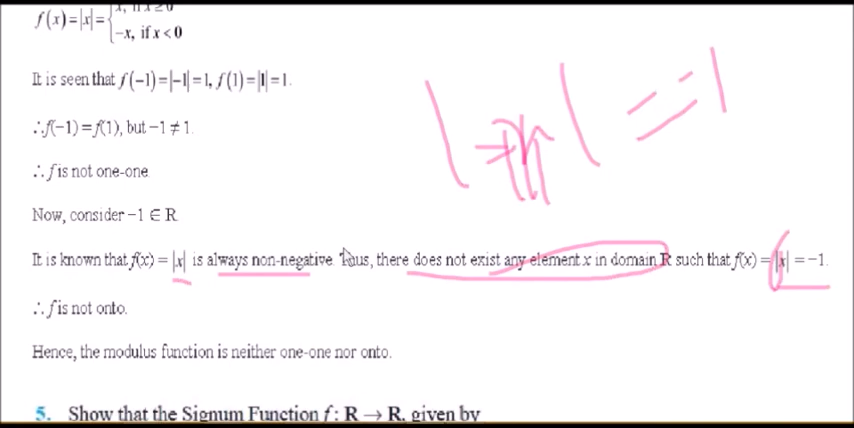 f(x)=|x|={x, if x≥0
−x, if x<0
It is seen that f(−1)=|−1|=1, f(1)=|1|=1.
∴f(−1)=f(1), but −1≠1.
∴f is not one-one
Now, consider −1 ∈ R
It is known that f(x) = |x| is always non-negative Thus, there does not exist any element x in domain R such that f(x) = |x| = −1.
∴f is not onto.
Hence, the modulus function is neither one-one nor onto.
5. Show that the Signum Function f : R → R, given by